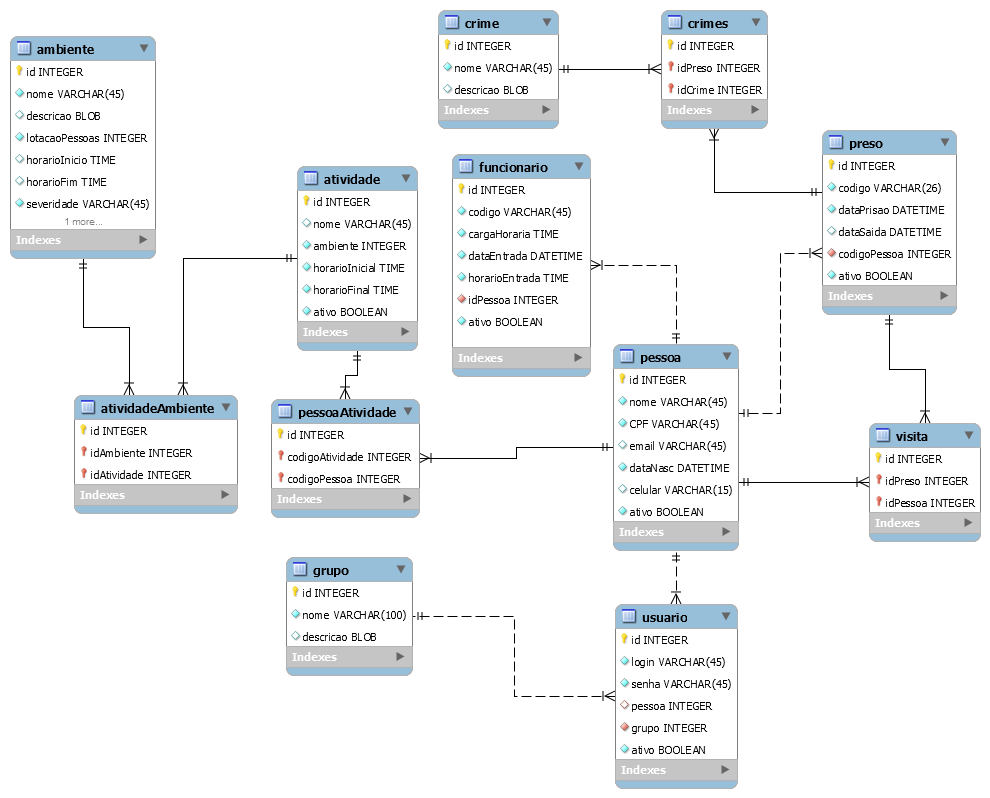 crime
id INTEGER
nome VARCHAR(45)
descricao BLOB
Indexes
crimes
id INTEGER
idPreso INTEGER
idCrime INTEGER
Indexes
ambiente
id INTEGER
nome VARCHAR(45)
descricao BLOB
lotacaoPessoas INTEGER
horarioInicio TIME
horarioFim TIME
severidade VARCHAR(45)
1 more...
Indexes
atividade
id INTEGER
nome VARCHAR(45)
ambiente INTEGER
horarioInicial TIME
horarioFinal TIME
ativo BOOLEAN
Indexes
funcionario
id INTEGER
codigo VARCHAR(45)
cargaHoraria TIME
dataEntrada DATETIME
horarioEntrada TIME
idPessoa INTEGER
ativo BOOLEAN
Indexes
preso
id INTEGER
codigo VARCHAR(26)
dataPrisao DATETIME
dataSaida DATETIME
codigoPessoa INTEGER
ativo BOOLEAN
Indexes
atividadeAmbiente
id INTEGER
idAmbiente INTEGER
idAtividade INTEGER
Indexes
pessoaAtividade
id INTEGER
codigoAtividade INTEGER
codigoPessoa INTEGER
Indexes
pessoa
id INTEGER
nome VARCHAR(45)
CPF VARCHAR(45)
email VARCHAR(45)
dataNasc DATETIME
celular VARCHAR(15)
ativo BOOLEAN
Indexes
visita
id INTEGER
idPreso INTEGER
idPessoa INTEGER
Indexes
grupo
id INTEGER
nome VARCHAR(100)
descricao BLOB
Indexes
usuario
id INTEGER
login VARCHAR(45)
senha VARCHAR(45)
pessoa INTEGER
grupo INTEGER
ativo BOOLEAN
Indexes